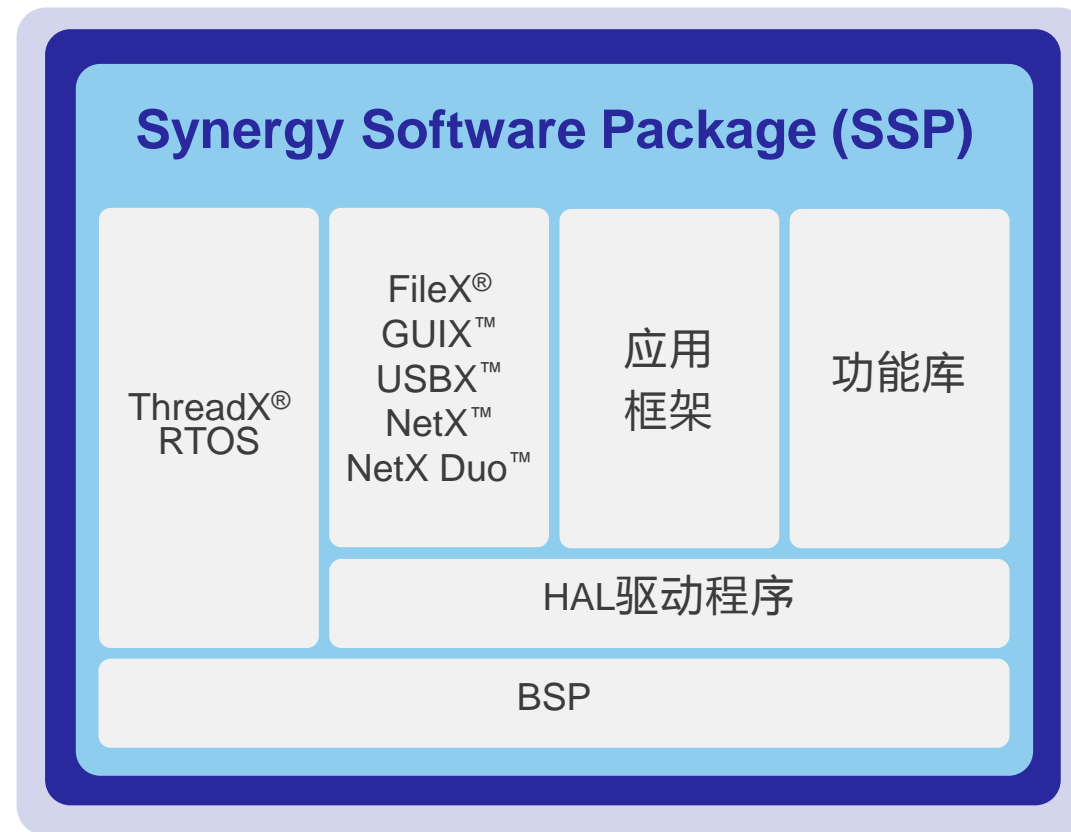 Synergy Software Package (SSP)
ThreadX®
RTOS
FileX®
GUIX™
USBX™
NetX™
NetX Duo™
应用
框架
功能库
HAL驱动程序
BSP